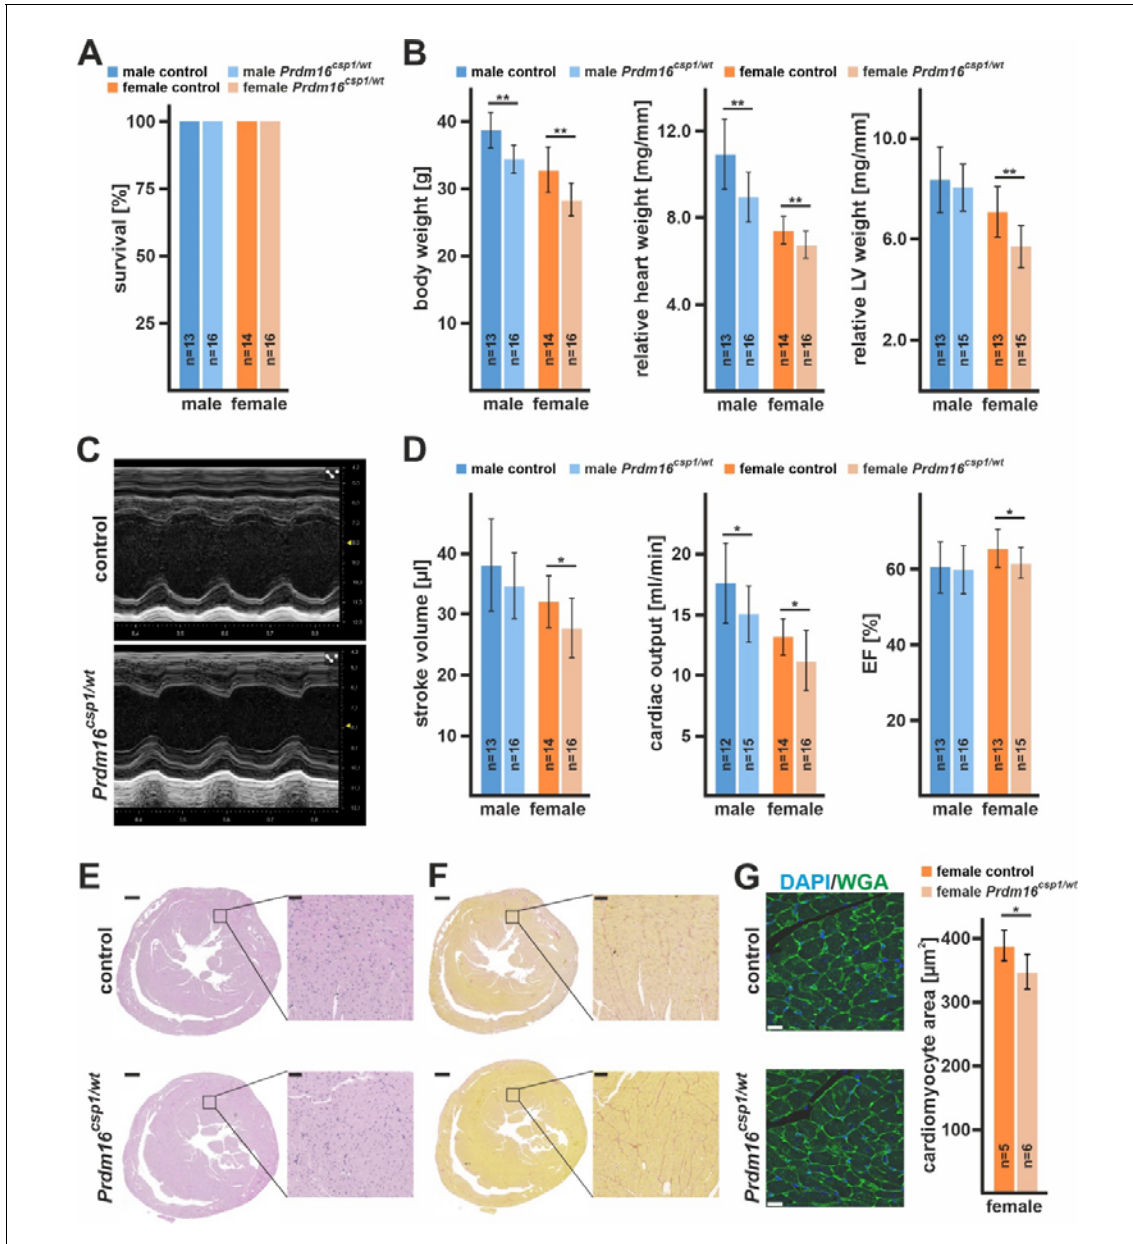 A
male control male Prdm16csp1/wt
female control female Prdm16csp1/wt
survival [%]
100
75
50
25
n=13
n=16
n=14
n=16
male female
B
male control male Prdm16csp1/wt female control female Prdm16csp1/wt
body weight [g]
40
30
20
10
**
**
n=13
n=16
n=14
n=16
male female
relative heart weight [mg/mm]
12.0
8.0
4.0
**
**
n=13
n=16
n=14
n=16
male female
relative LV weight [mg/mm]
10.0
6.0
2.0
**
n=13
n=15
n=13
n=15
male female
C
control
Prdm16csp1/wt
D
male control male Prdm16csp1/wt female control female Prdm16csp1/wt
stroke volume [µl]
40
30
20
10
*
n=13
n=16
n=14
n=16
male female
cardiac output [ml/min]
20
15
10
5
*
*
n=12
n=15
n=14
n=16
male female
EF [%]
60
40
20
*
n=13
n=16
n=13
n=15
male female
E
control
Prdm16csp1/wt
F
G
DAPI/WGA
control
Prdm16csp1/wt
female control
female Prdm16csp1/wt
cardiomyocyte area [µm²]
400
300
200
100
*
n=5
n=6
female